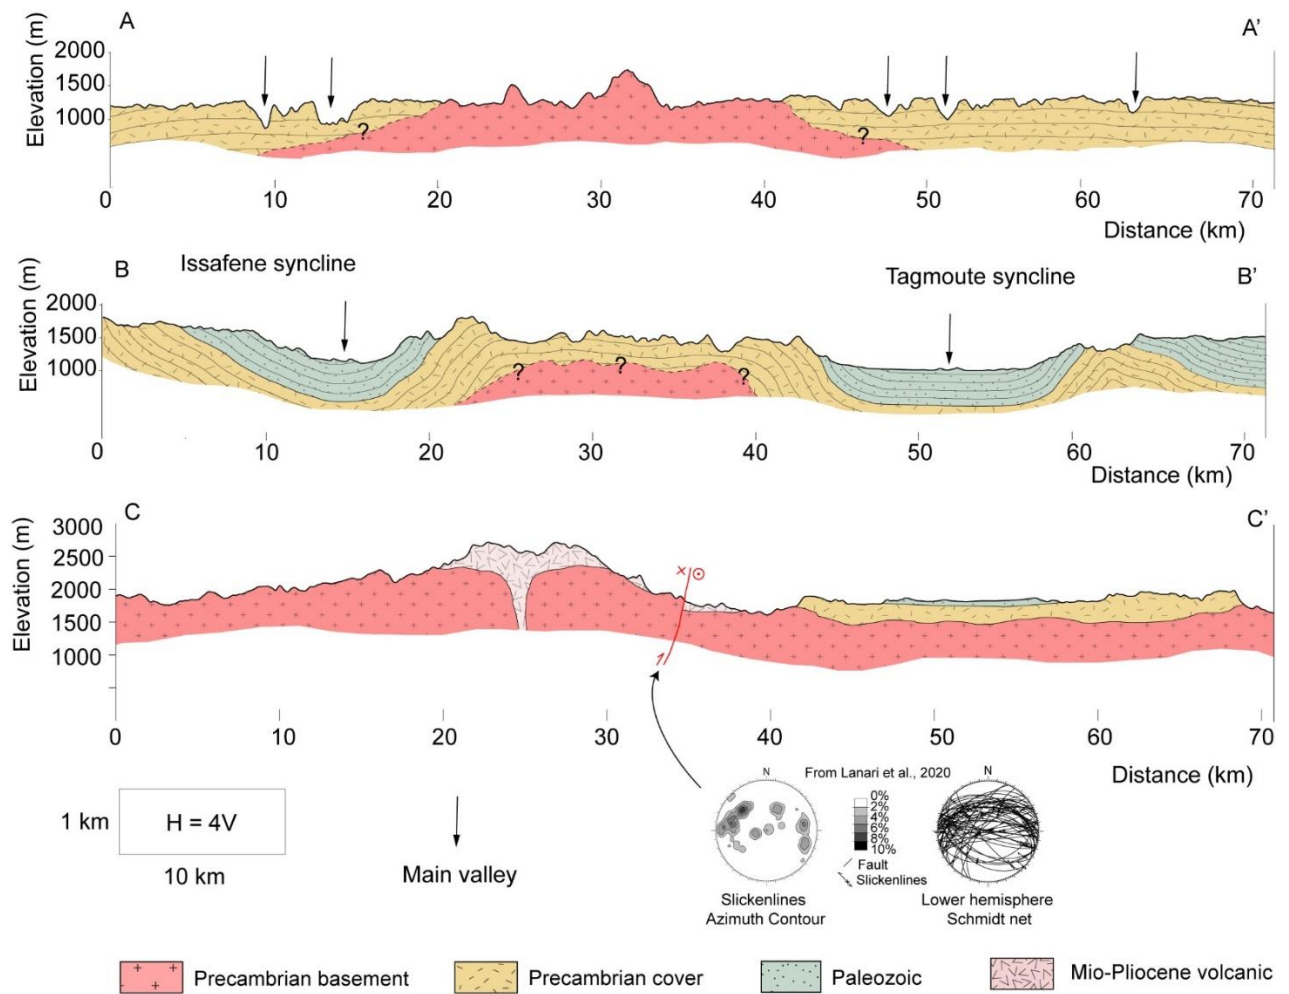 A
A'
Elevation (m)
2000
1500
1000
?
?
0
10
20
30
40
50
60
70
Distance (km)
Issafene syncline
Tagmoute syncline
B
B'
Elevation (m)
2000
1500
1000
?
?
?
0
10
20
30
40
50
60
70
Distance (km)
C
C'
Elevation (m)
3000
2500
2000
1500
1000
0
10
20
30
40
50
60
70
Distance (km)
1 km
H = 4V
10 km
Main valley
N
From Lanari et al., 2020
N
0%
2%
4%
6%
8%
10%
Fault
Slickenlines
Slickenlines
Azimuth Contour
Lower hemisphere
Schmidt net
Precambrian basement
Precambrian cover
Paleozoic
Mio-Pliocene volcanic